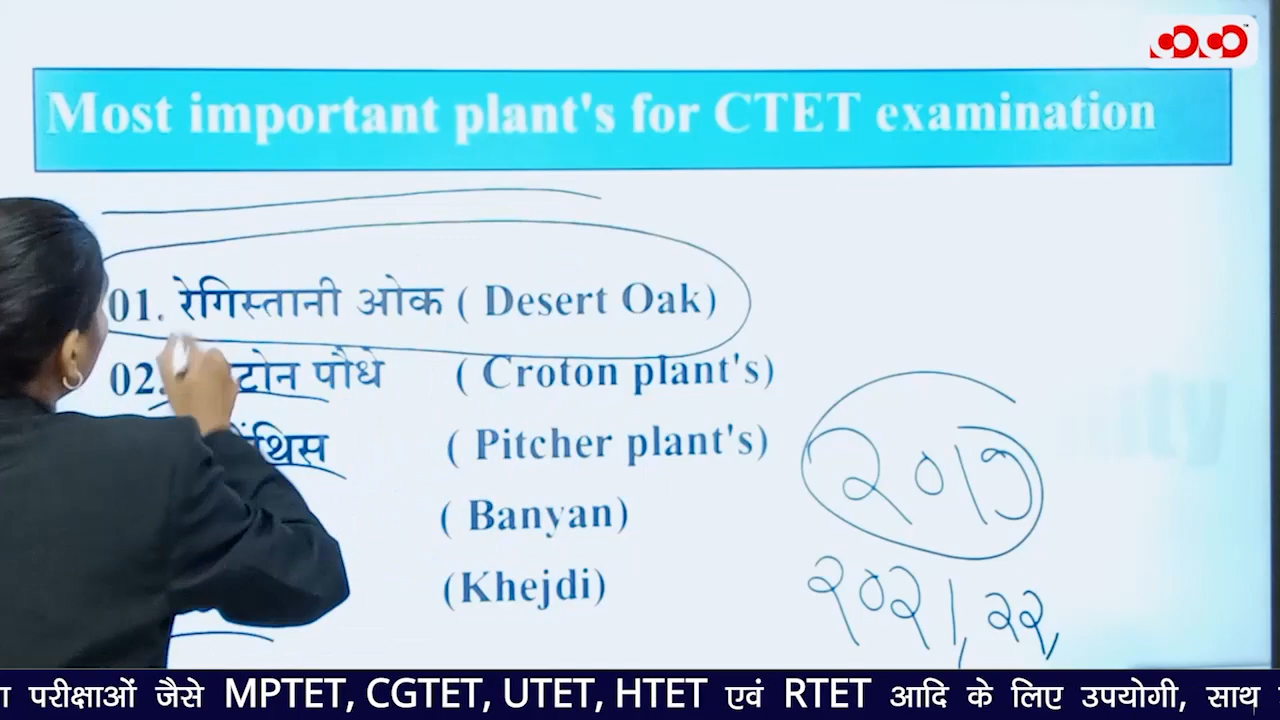 Most important plant's for CTET examination
01. रेगिस्तानी ओक ( Desert Oak)
02. पौधे ( Croton plant's)
( Pitcher plant's)
( Banyan)
(Khejdi)
२०१७
२०२१, २२,
परीक्षाओं जैसे MPTET, CGTET, UTET, HTET एवं RTET आदि के लिए उपयोगी, साथ